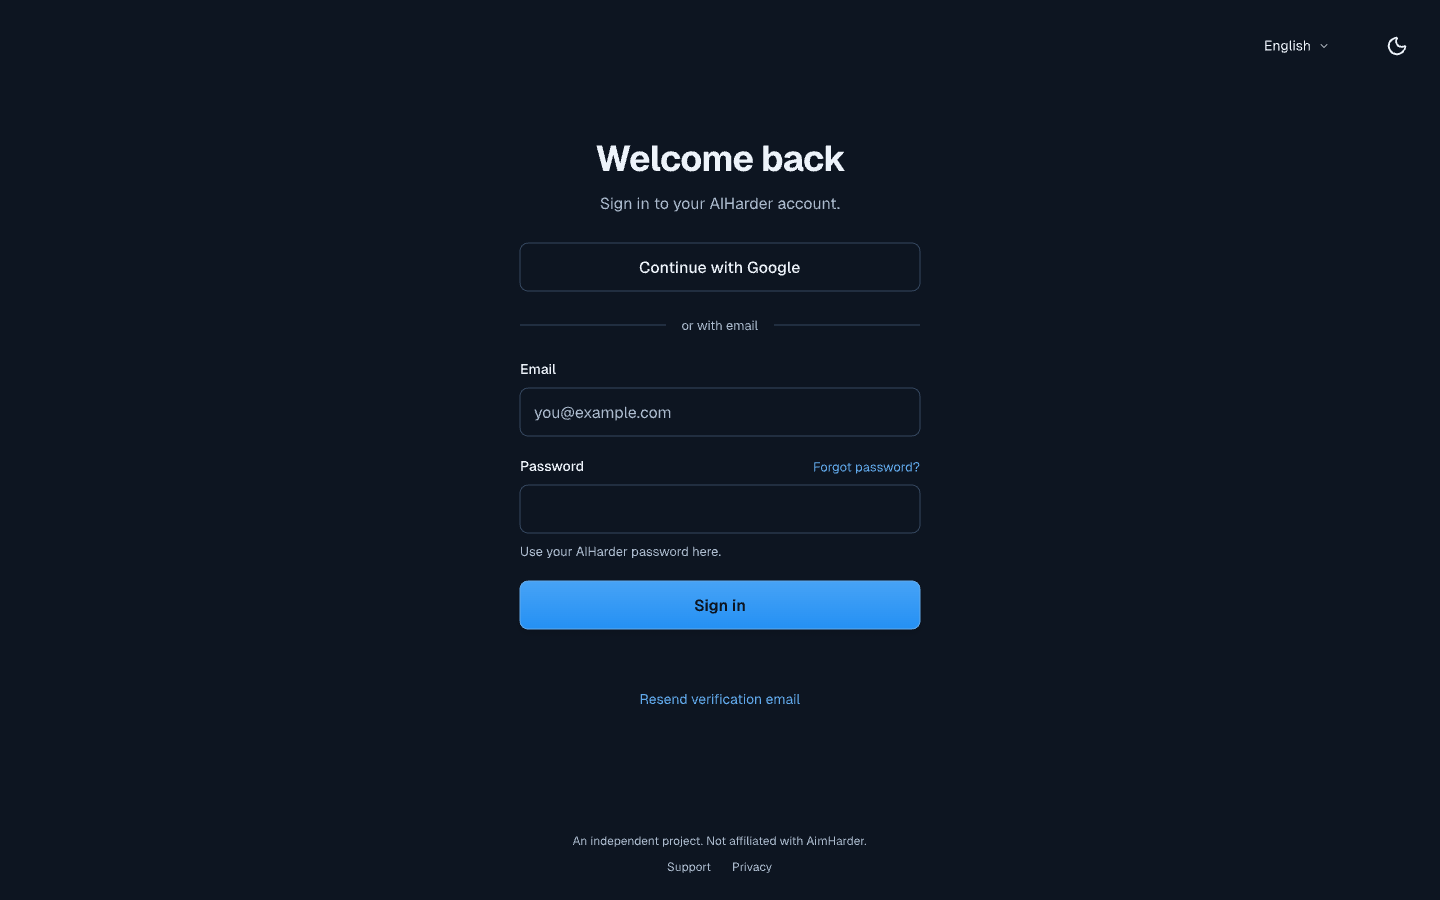 English
Welcome back
Sign in to your AIHarder account.
Continue with Google
or with email
Email
you@example.com
Password
Forgot password?
Use your AIHarder password here.
Sign in
Resend verification email
An independent project. Not affiliated with AimHarder.
Support Privacy